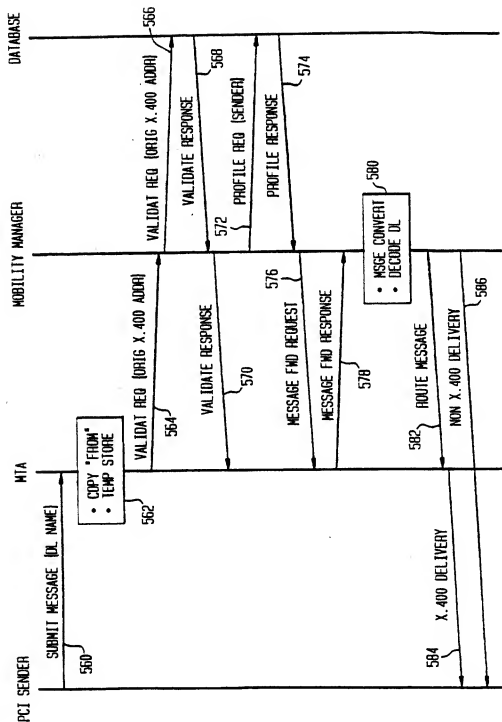 PCI SENDER
MTA
MOBILITY MANAGER
DATABASE
SUBMIT MESSAGE (DL NAME)
560
• COPY "FROM"
• TEMP STORE
562
VALIDAT REQ (ORIG X.400 ADDR)
564
VALIDAT REQ (ORIG X.400 ADDR)
566
VALIDATE RESPONSE
568
VALIDATE RESPONSE
570
PROFILE REQ (SENDER)
572
PROFILE RESPONSE
574
MESSAGE FWD REQUEST
576
MESSAGE FWD RESPONSE
578
580
• MSGE CONVERT
• DECODE DL
ROUTE MESSAGE
582
X.400 DELIVERY
584
NON X.400 DELIVERY
586